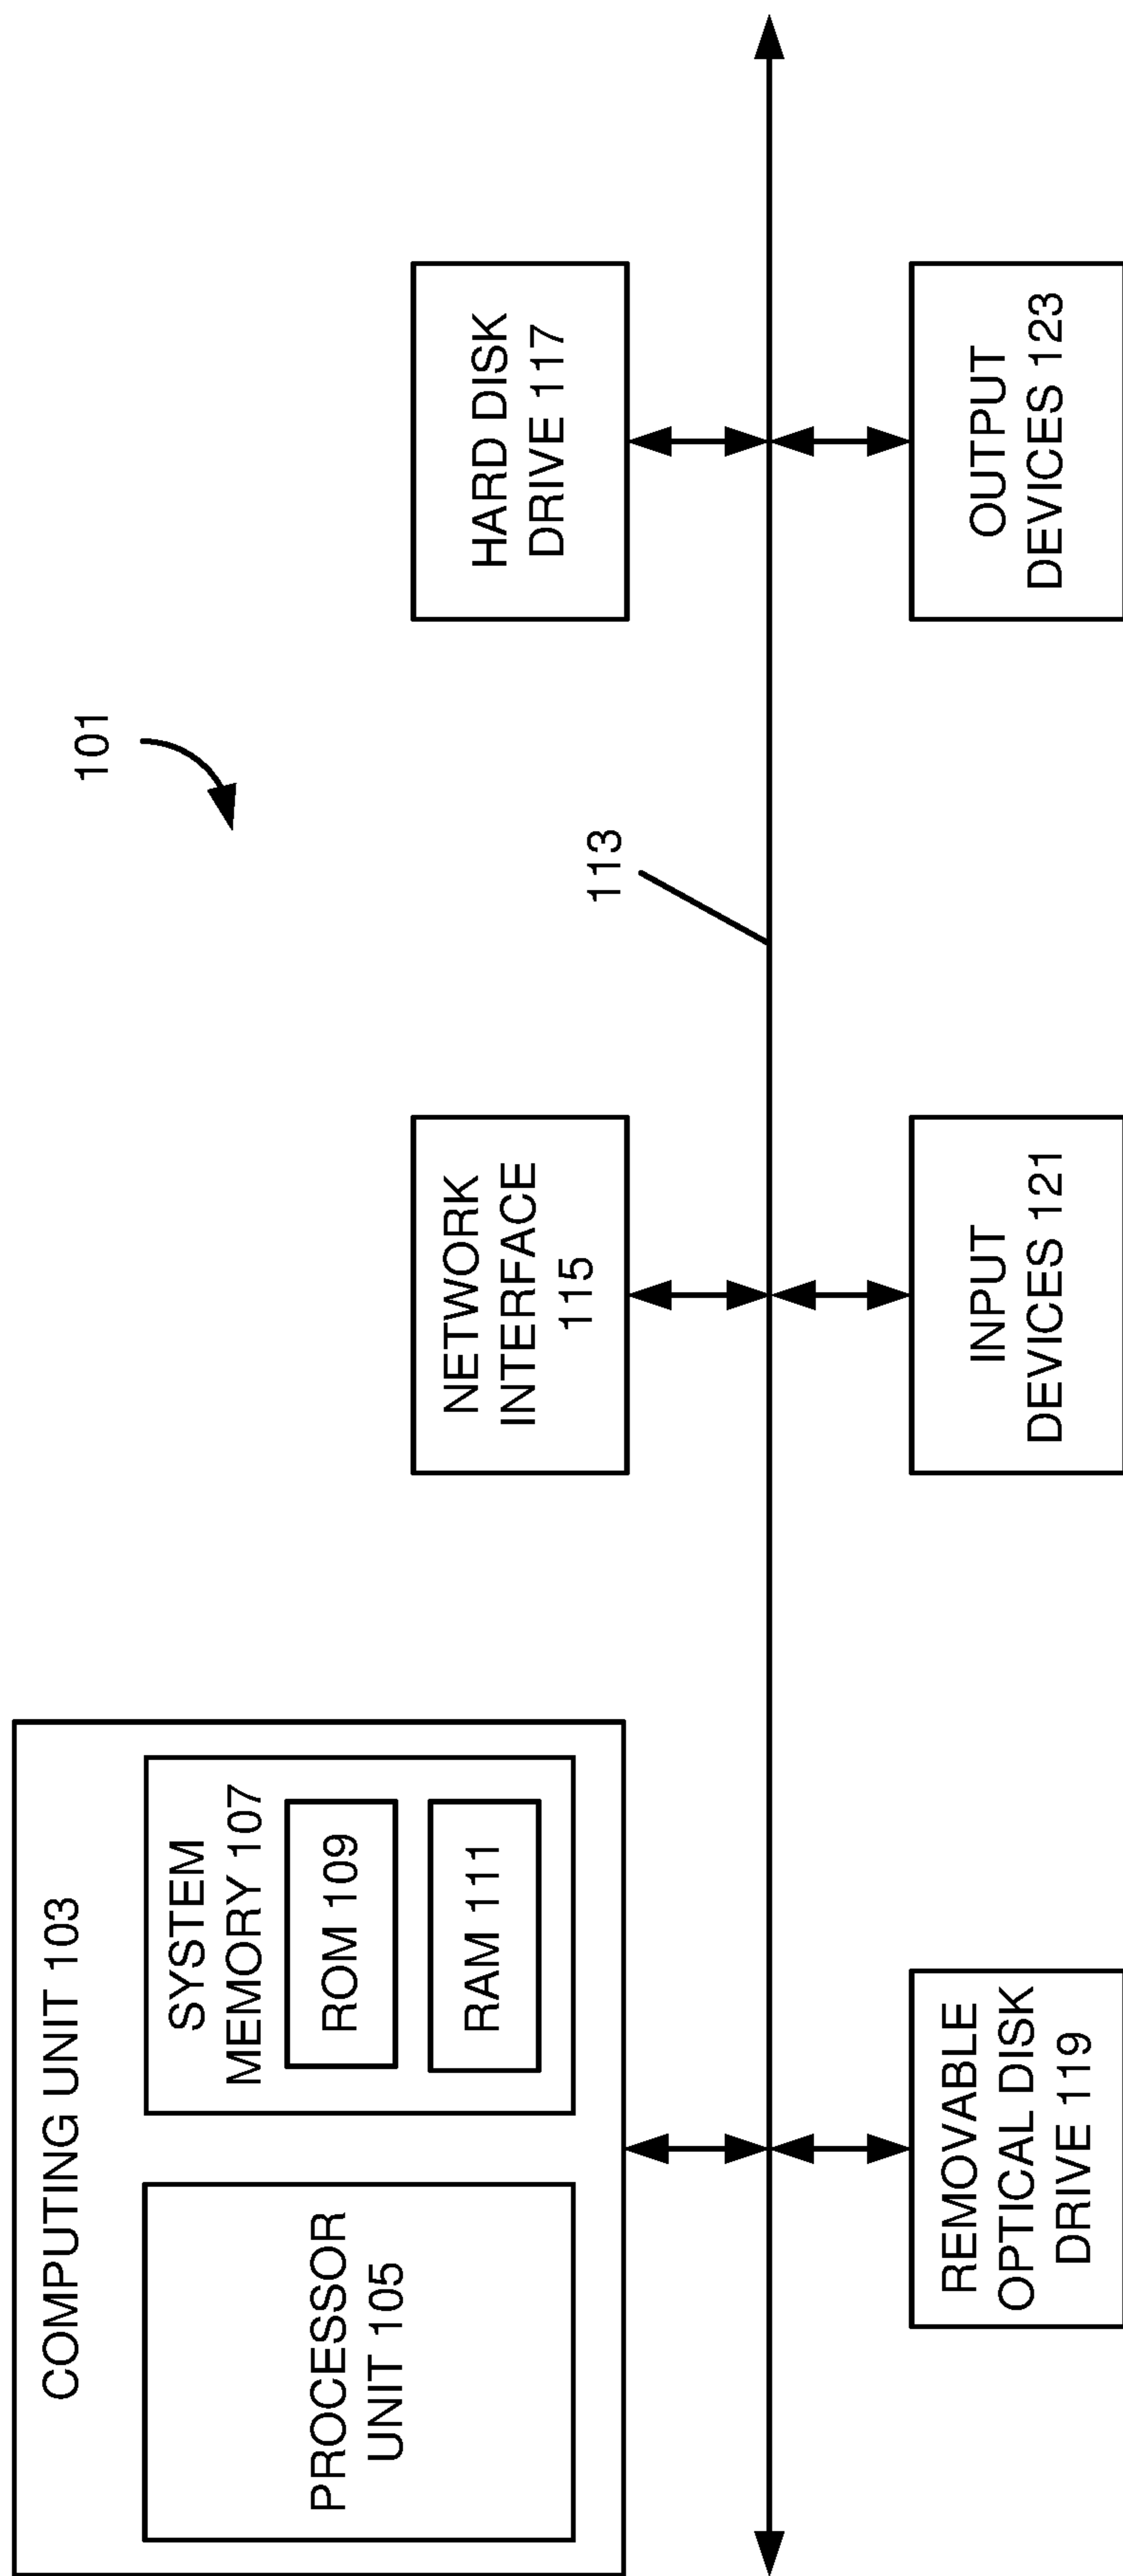 COMPUTING UNIT 103
PROCESSOR
UNIT 105
SYSTEM
MEMORY 107
ROM 109
RAM 111
101
NETWORK
INTERFACE
115
HARD DISK
DRIVE 117
113
REMOVABLE
OPTICAL DISK
DRIVE 119
INPUT
DEVICES 121
OUTPUT
DEVICES 123